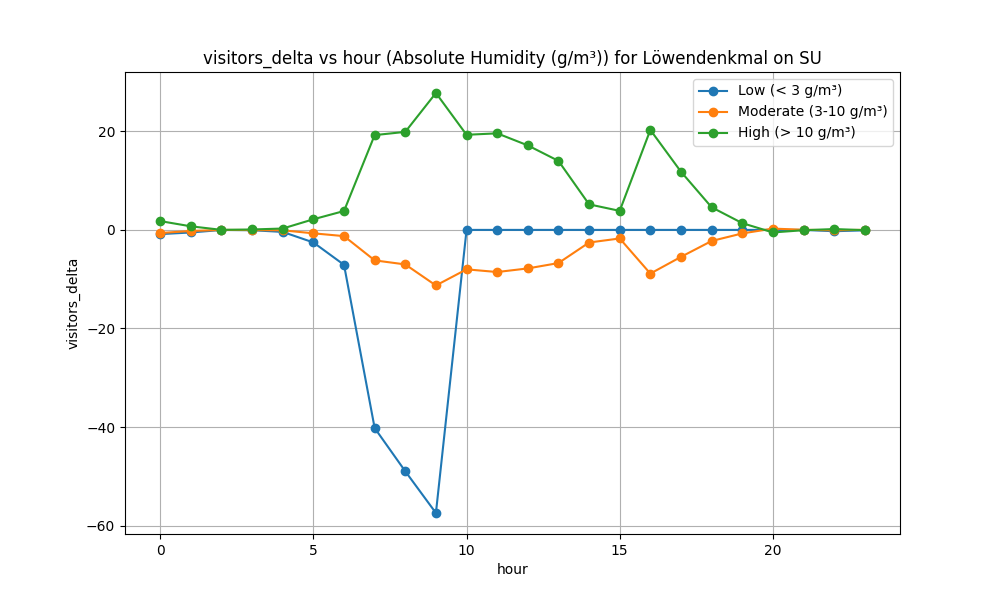 visitors_delta vs hour (Absolute Humidity (g/m³)) for Löwendenkmal on SU
Low (< 3 g/m³)
Moderate (3-10 g/m³)
High (> 10 g/m³)
visitors_delta
20
0
−20
−40
−60
0 5 10 15 20
hour